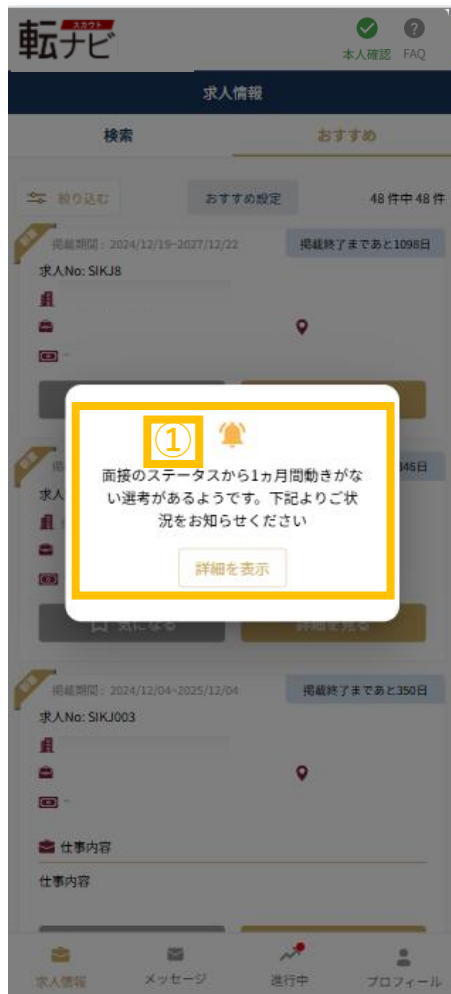 スカウト
転ナビ
本人確認 FAQ
求人情報
検索 おすすめ
絞り込む おすすめ設定 48 件中 48 件
新着
掲載期間：2024/12/19~2027/12/22 掲載終了まであと1098日
求人No: SIKJ8
①
面接のステータスから1ヵ月間動きがな
い選考があるようです。下記よりご状
況をお知らせください
詳細を表示
求人
気になる 詳細を見る
掲載期間：2024/12/04~2025/12/04 掲載終了まであと350日
求人No: SIKJ003
仕事内容
仕事内容
求人情報 メッセージ 進行中 プロフィール